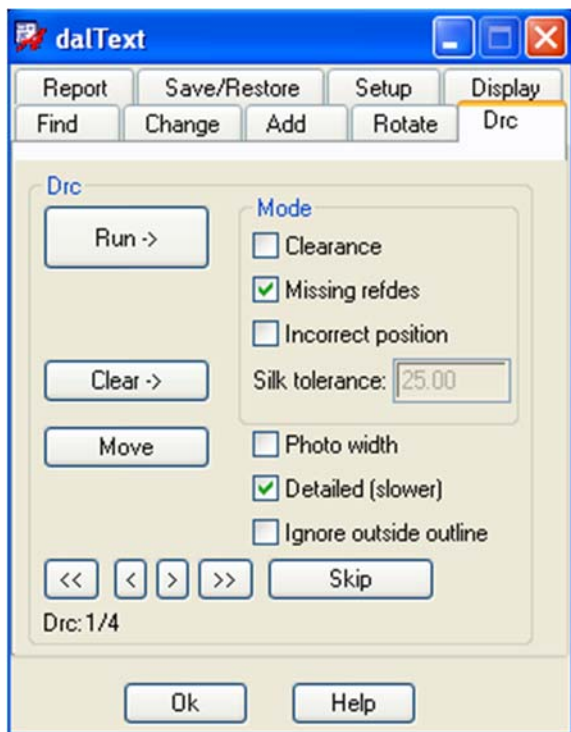 dalText
Report Save/Restore Setup Display
Find Change Add Rotate Drc
Drc
Run ->
Mode
Clearance
Missing refdes
Incorrect position
Clear ->
Silk tolerance: 25.00
Move
Photo width
Detailed (slower)
Ignore outside outline
<< < > >> Skip
Drc: 1/4
Ok Help